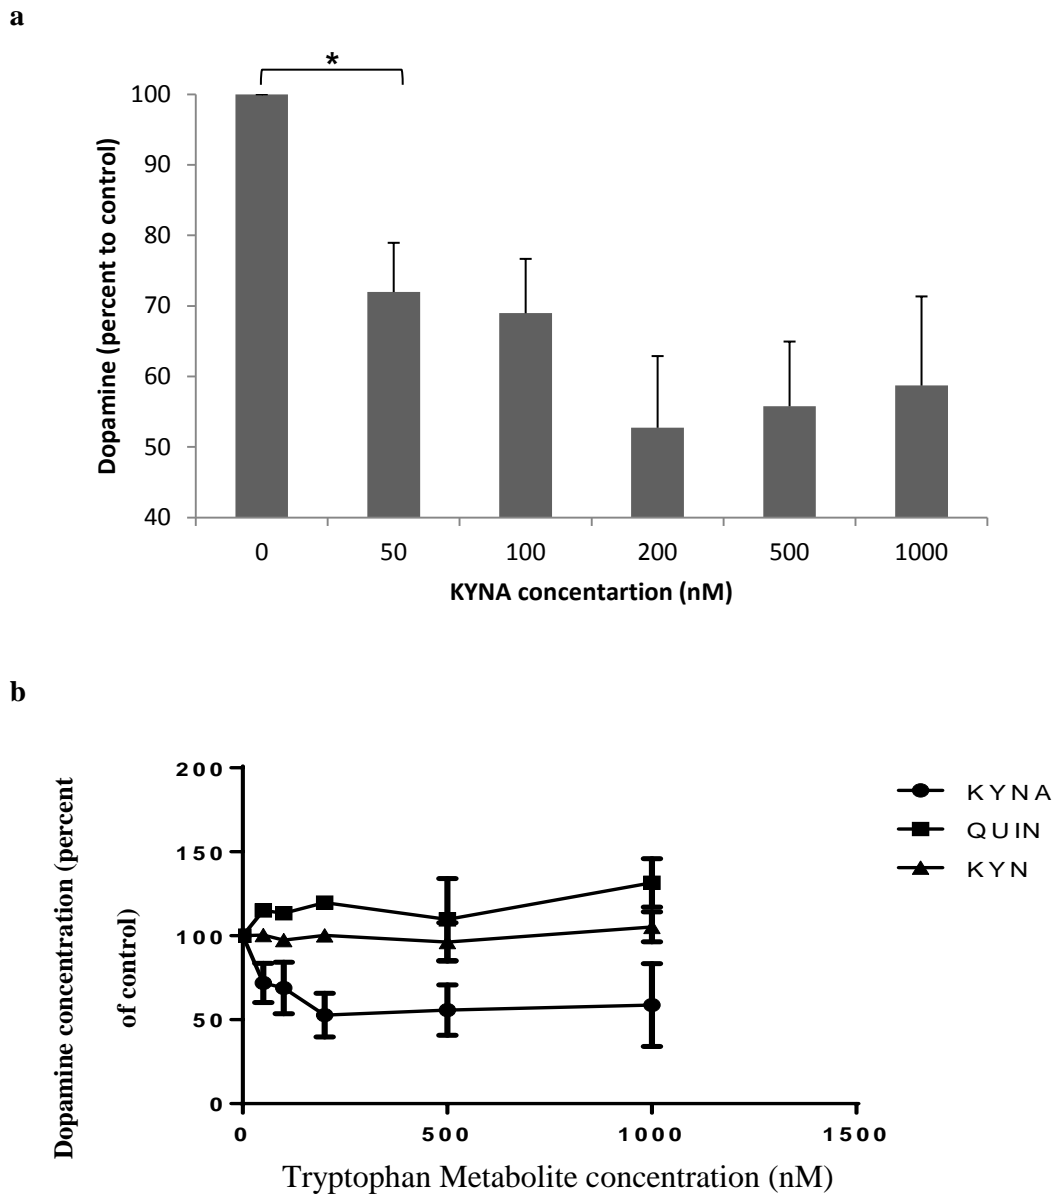 a
*
100
90
80
70
60
50
40
Dopamine (percent to control)
0 50 100 200 500 1000
KYNA concentartion (nM)
b
200
150
100
50
0
Dopamine concentration (percent
of control)
0 500 1000 1500
Tryptophan Metabolite concentration (nM)
KYNA
QUIN
KYN